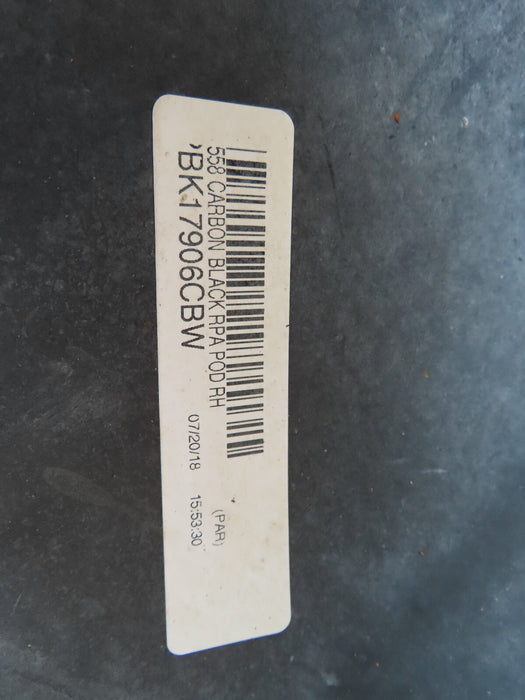 558 CARBON BLACK RPA POD RH
BK17906CBW
07/20/18 15:53:30
(PAR)